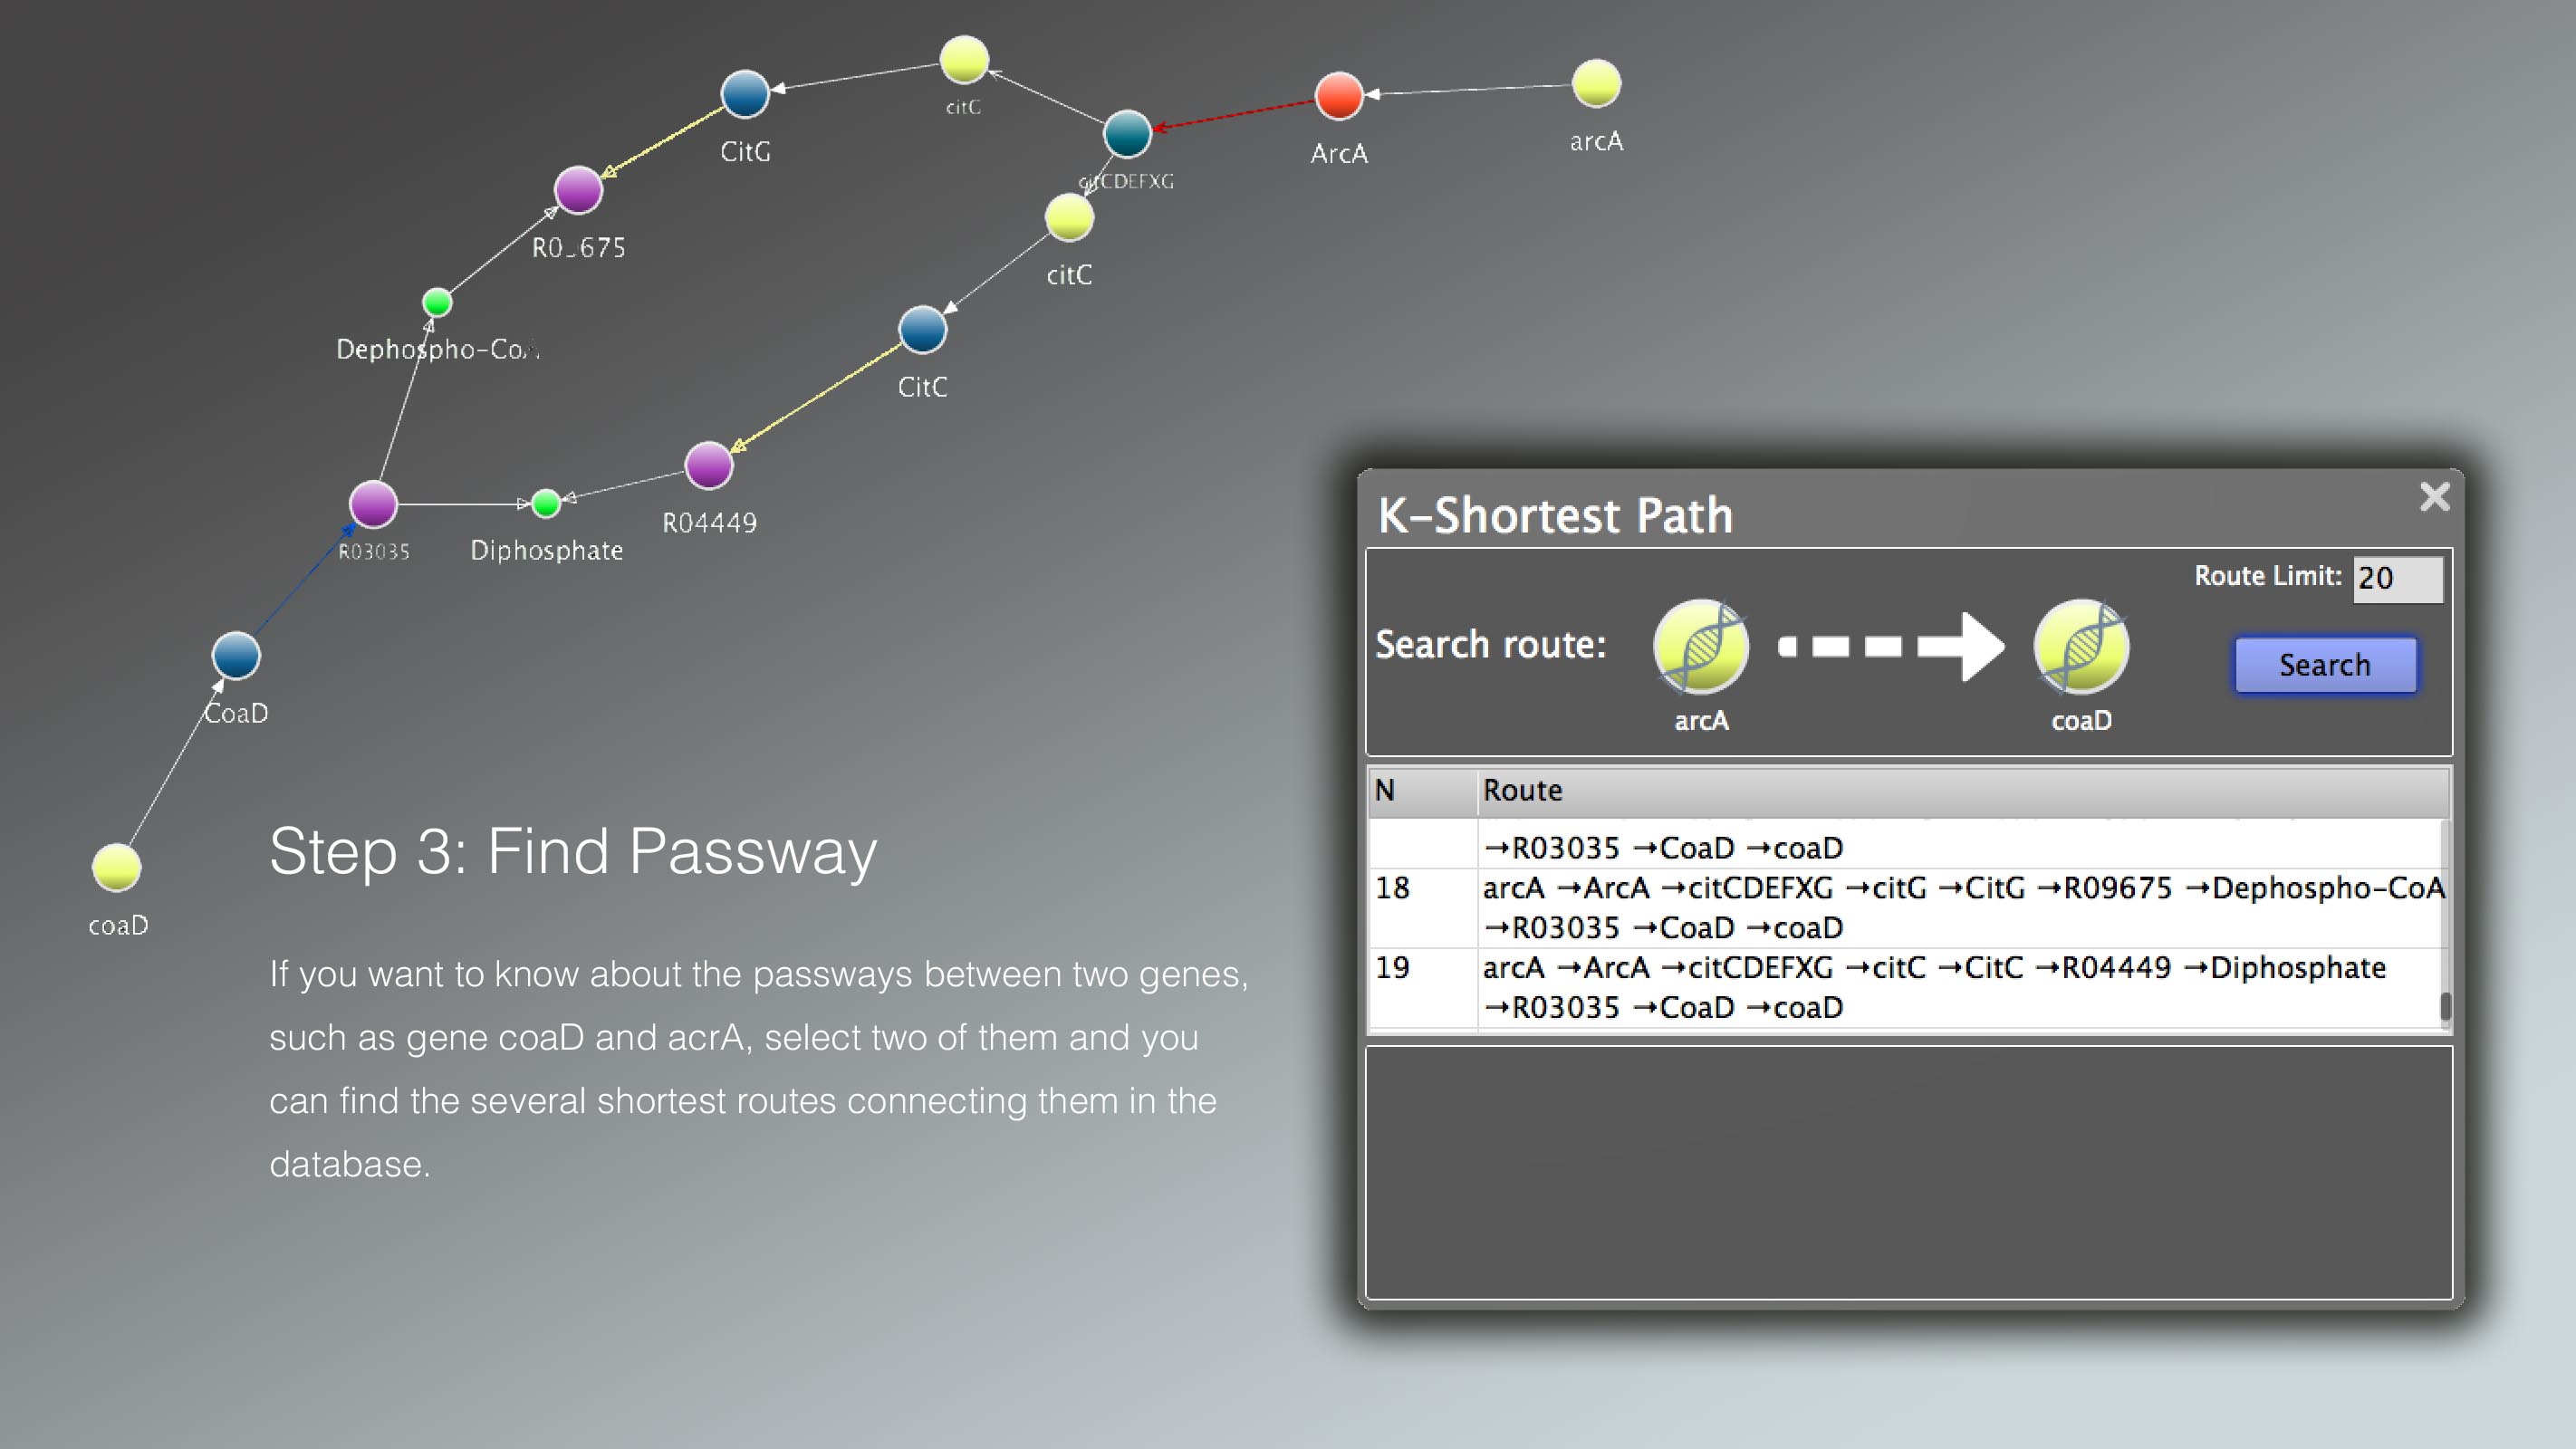 citG
CitG
ArcA
arcA
citCDEFXG
R0_675
citC
Dephospho-CoA
CitC
R04449
R03035
Diphosphate
CoaD
coaD
Step 3: Find Passway
If you want to know about the passways between two genes,
such as gene coaD and acrA, select two of them and you
can find the several shortest routes connecting them in the
database.
K-Shortest Path
Route Limit: 20
Search route:
Search
arcA
coaD
N Route
→R03035 →CoaD →coaD
18 arcA →ArcA →citCDEFXG →citG →CitG →R09675 →Dephospho-CoA
→R03035 →CoaD →coaD
19 arcA →ArcA →citCDEFXG →citC →CitC →R04449 →Diphosphate
→R03035 →CoaD →coaD